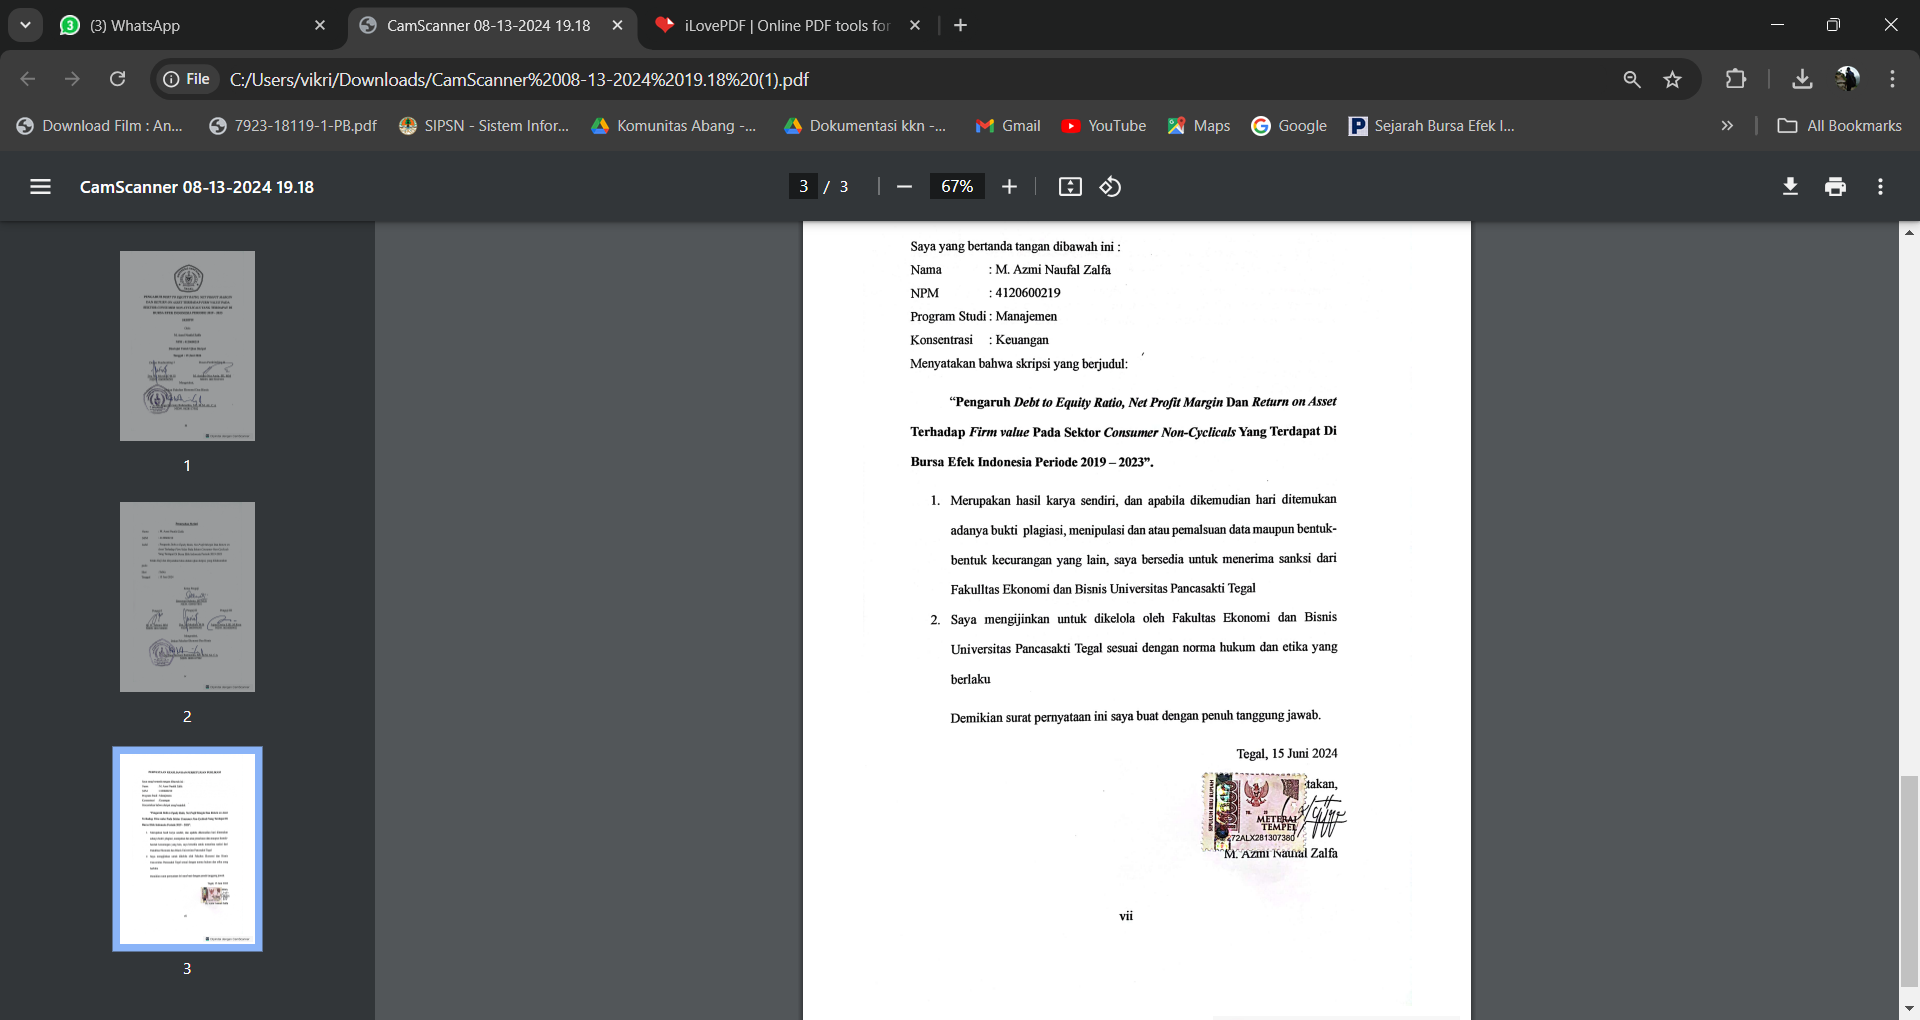 (3) WhatsApp
CamScanner 08-13-2024 19.18
iLovePDF | Online PDF tools for
File
C:/Users/vikri/Downloads/CamScanner%2008-13-2024%2019.18%20(1).pdf
Download Film : An...
7923-18119-1-PB.pdf
SIPSN - Sistem Infor...
Komunitas Abang -...
Dokumentasi kkn -...
Gmail
YouTube
Maps
Google
Sejarah Bursa Efek I...
All Bookmarks
CamScanner 08-13-2024 19.18
3 / 3
67%
1
2
3
Saya yang bertanda tangan dibawah ini :
Nama : M. Azmi Naufal Zalfa
NPM : 4120600219
Program Studi : Manajemen
Konsentrasi : Keuangan
Menyatakan bahwa skripsi yang berjudul:
“Pengaruh Debt to Equity Ratio, Net Profit Margin Dan Return on Asset
Terhadap Firm value Pada Sektor Consumer Non-Cyclicals Yang Terdapat Di
Bursa Efek Indonesia Periode 2019 – 2023”.
1. Merupakan hasil karya sendiri, dan apabila dikemudian hari ditemukan
adanya bukti plagiasi, menipulasi dan atau pemalsuan data maupun bentuk-
bentuk kecurangan yang lain, saya bersedia untuk menerima sanksi dari
Fakulltas Ekonomi dan Bisnis Universitas Pancasakti Tegal
2. Saya mengijinkan untuk dikelola oleh Fakultas Ekonomi dan Bisnis
Universitas Pancasakti Tegal sesuai dengan norma hukum dan etika yang
berlaku
Demikian surat pernyataan ini saya buat dengan penuh tanggung jawab.
Tegal, 15 Juni 2024
takan,
SEPULUH RIBU RUPIAH
10000
METERAI
TEMPEL
72ALX281307380
M. Azmi Naufal Zalfa
vii